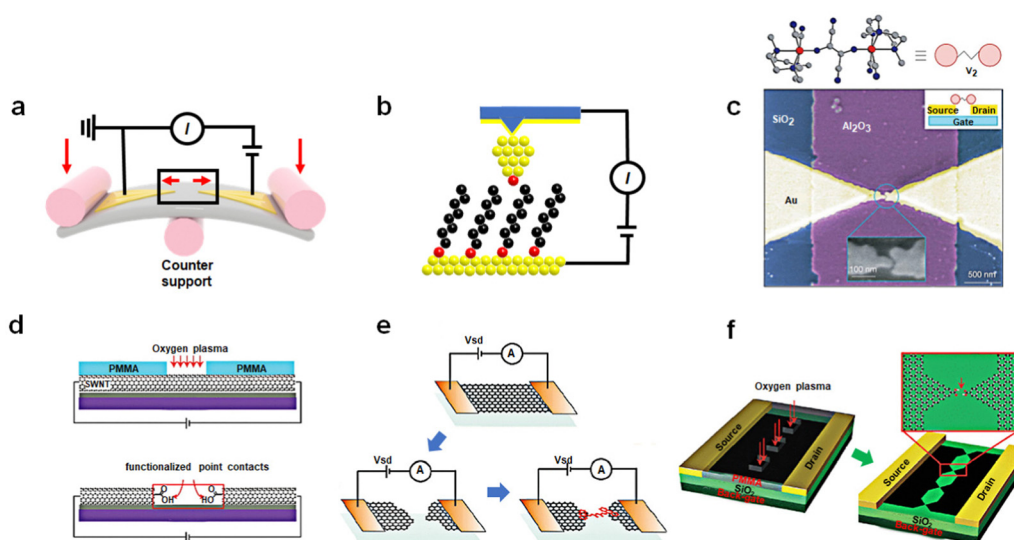 V2
a
I
Counter
support
b
I
c
SiO2
Al2O3
Source Drain
Gate
Au
100 nm
500 nm
d
Oxygen plasma
PMMA
PMMA
SWNT
functionalized point contacts
O
OH
O
HO
e
Vsd
A
Vsd
A
Vsd
A
f
Oxygen plasma
Source
Drain
PMMA
SiO2
Back-gate
Source
Drain
SiO2
Back-gate